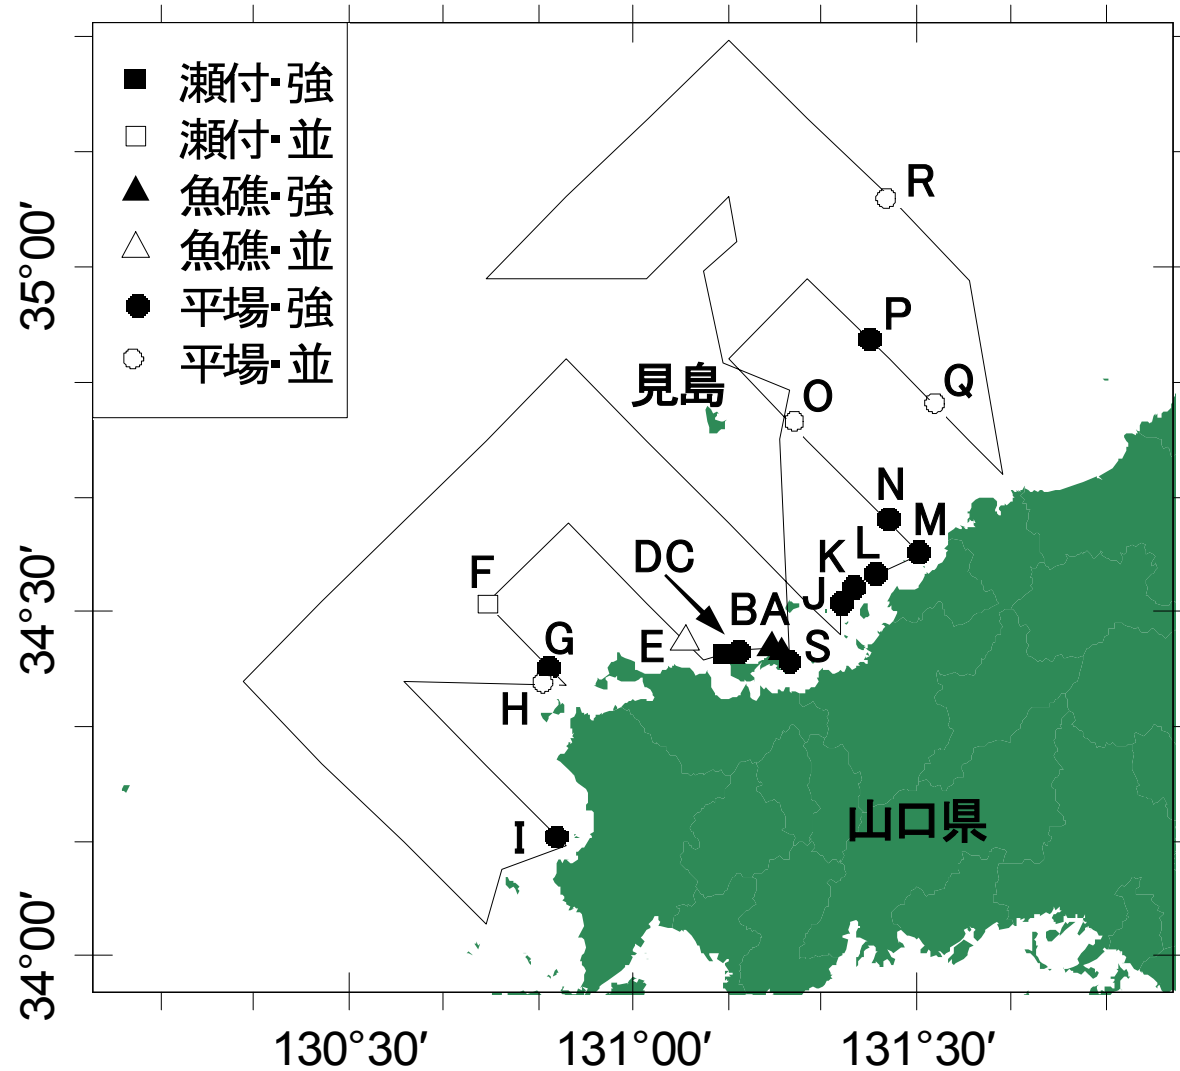 瀬付・強
瀬付・並
魚礁・強
魚礁・並
平場・強
平場・並
R
P
Q
見島
O
N
M
K
L
DC
F
J
BA
E
S
G
H
I
山口県
35°00′
34°30′
34°00′
130°30′
131°00′
131°30′